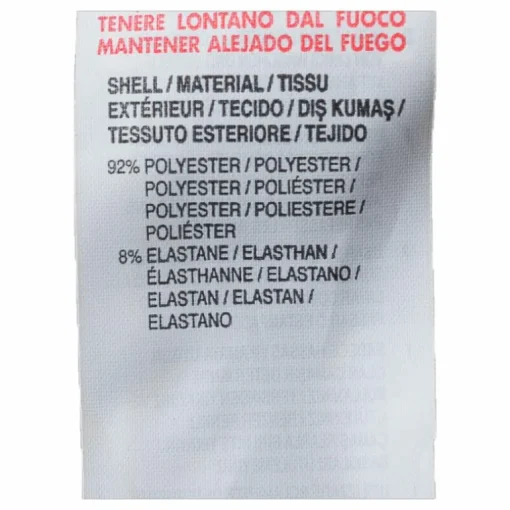 TENERE LONTANO DAL FUOCO
MANTENER ALEJADO DEL FUEGO
SHELL / MATERIAL / TISSU
EXTÉRIEUR / TECIDO / DIŞ KUMAŞ /
TESSUTO ESTERIORE / TEJIDO
92% POLYESTER / POLYESTER /
POLYESTER / POLIÉSTER /
POLYESTER / POLIESTERE /
POLIÉSTER
8% ELASTANE / ELASTHAN /
ÉLASTHANNE / ELASTANO /
ELASTAN / ELASTAN /
ELASTANO